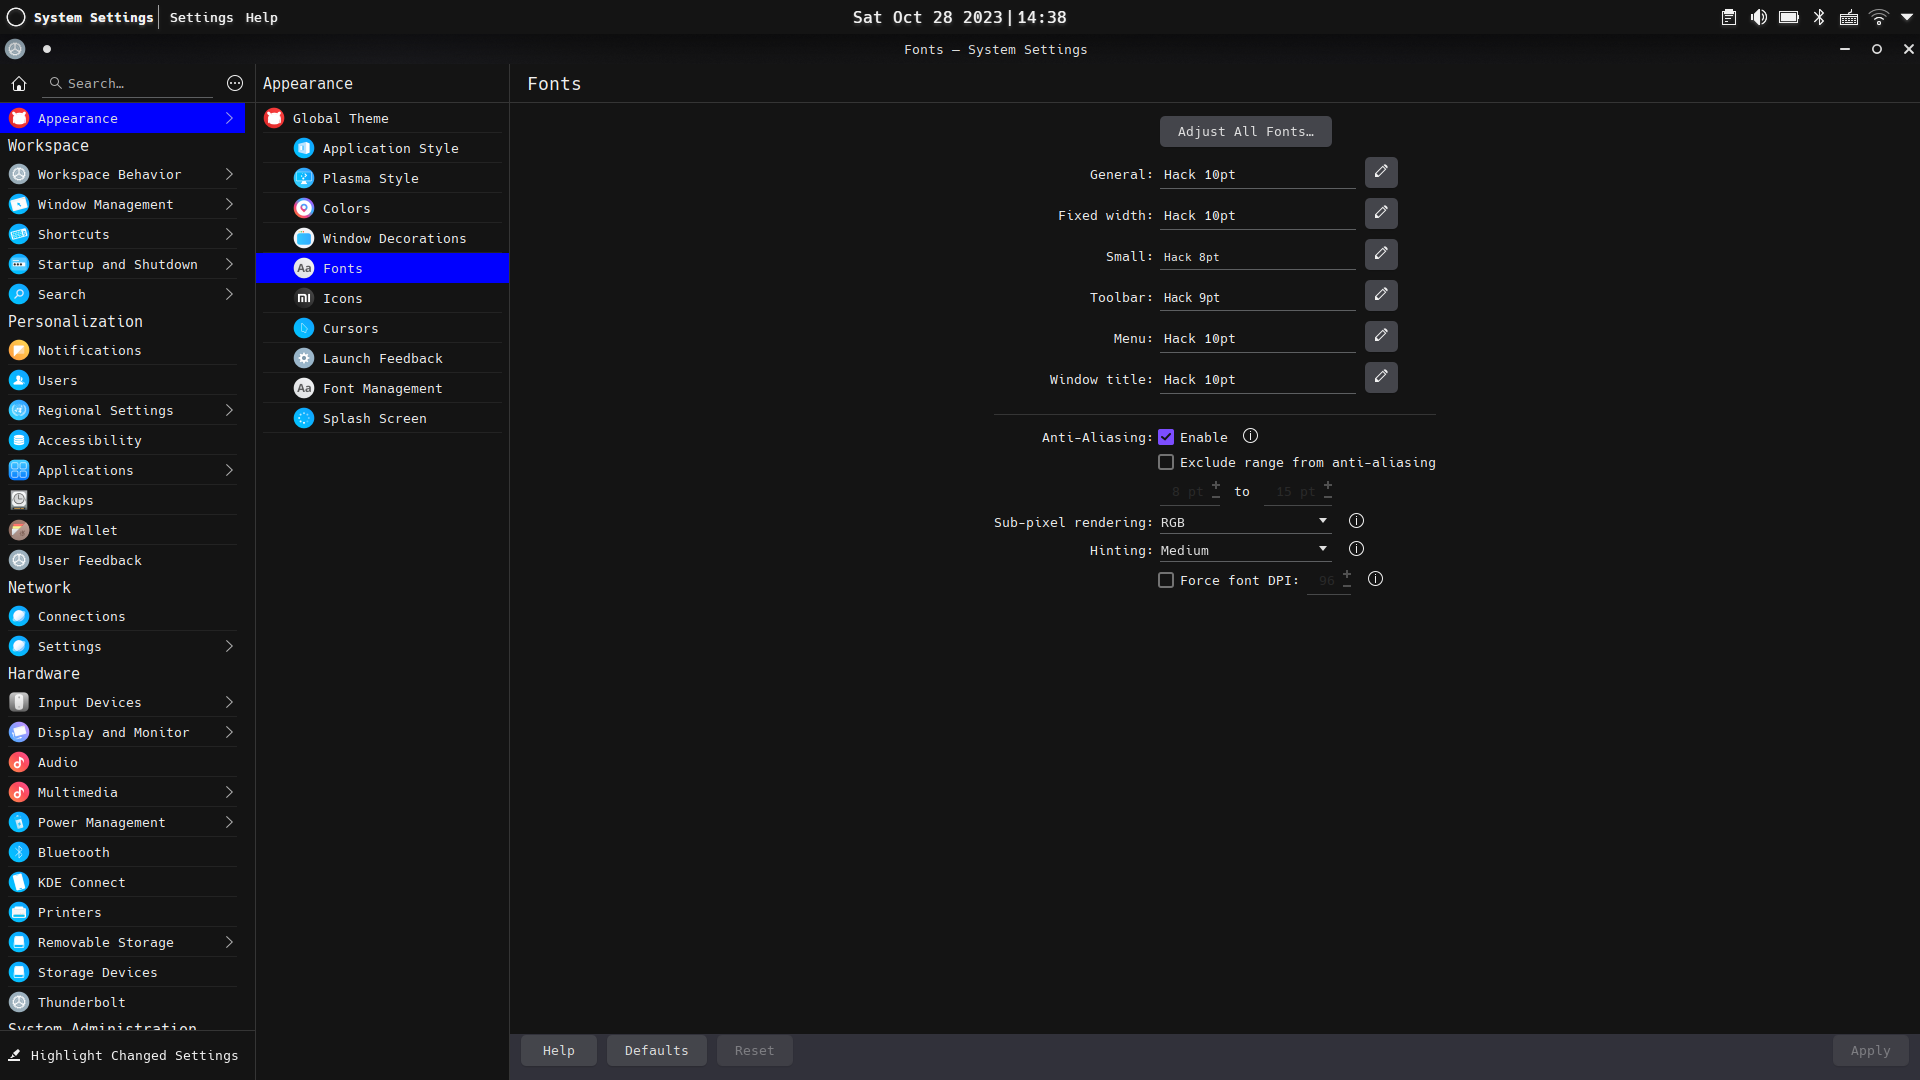 System Settings Settings Help
Sat Oct 28 2023|14:38
Fonts — System Settings
Search…
Appearance
Workspace
Workspace Behavior
Window Management
Shortcuts
Startup and Shutdown
Search
Personalization
Notifications
Users
Regional Settings
Accessibility
Applications
Backups
KDE Wallet
User Feedback
Network
Connections
Settings
Hardware
Input Devices
Display and Monitor
Audio
Multimedia
Power Management
Bluetooth
KDE Connect
Printers
Removable Storage
Storage Devices
Thunderbolt
System Administration
Highlight Changed Settings
Appearance
Global Theme
Application Style
Plasma Style
Colors
Window Decorations
Aa Fonts
Icons
Cursors
Launch Feedback
Aa Font Management
Splash Screen
Fonts
Adjust All Fonts…
General: Hack 10pt
Fixed width: Hack 10pt
Small: Hack 8pt
Toolbar: Hack 9pt
Menu: Hack 10pt
Window title: Hack 10pt
Anti-Aliasing: Enable
Exclude range from anti-aliasing
8 pt to 15 pt
Sub-pixel rendering: RGB
Hinting: Medium
Force font DPI: 96
Help Defaults Reset Apply